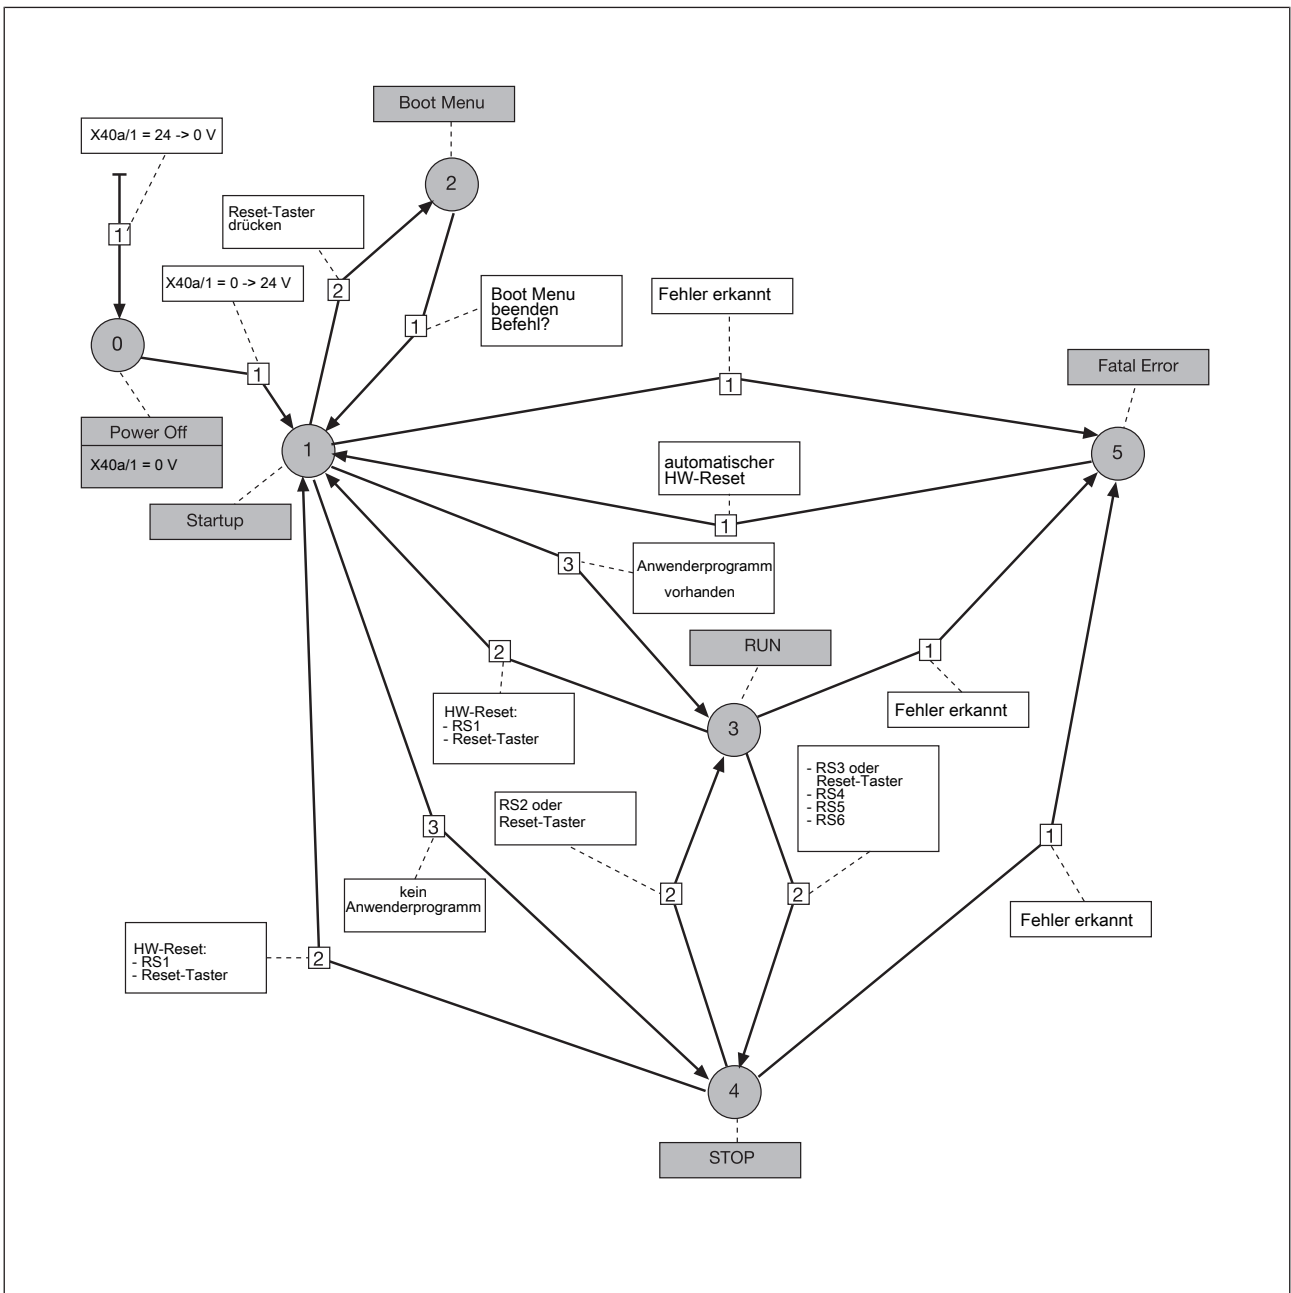 Boot Menu
X40a/1 = 24 -> 0 V
2
Reset-Taster
drücken
1
X40a/1 = 0 -> 24 V
2
Boot Menu
beenden
Befehl?
Fehler erkannt
1
0
1
1
Fatal Error
Power Off
X40a/1 = 0 V
1
5
automatischer
HW-Reset
Startup
1
3
Anwenderprogramm
vorhanden
RUN
2
1
HW-Reset:
- RS1
- Reset-Taster
Fehler erkannt
3
- RS3 oder
Reset-Taster
- RS4
- RS5
- RS6
RS2 oder
Reset-Taster
3
1
kein
Anwenderprogramm
2
2
Fehler erkannt
HW-Reset:
- RS1
- Reset-Taster
2
4
STOP